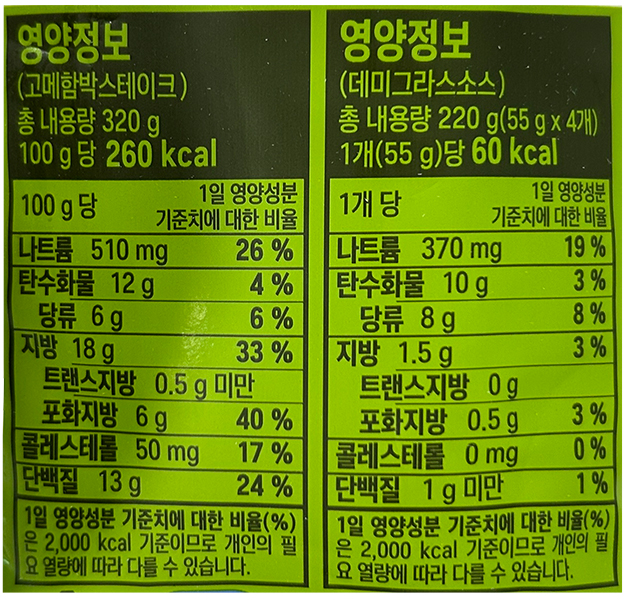 영양정보
(고메함박스테이크)
총 내용량 320 g
100 g 당 260 kcal
100 g 당
1일 영양성분
기준치에 대한 비율
나트륨 510 mg 26 %
탄수화물 12 g 4 %
당류 6 g 6 %
지방 18 g 33 %
트랜스지방 0.5 g 미만
포화지방 6 g 40 %
콜레스테롤 50 mg 17 %
단백질 13 g 24 %
1일 영양성분 기준치에 대한 비율(%)
은 2,000 kcal 기준이므로 개인의 필
요 열량에 따라 다를 수 있습니다.
영양정보
(데미그라스소스)
총 내용량 220 g(55 g x 4개)
1개(55 g)당 60 kcal
1개 당
1일 영양성분
기준치에 대한 비율
나트륨 370 mg 19 %
탄수화물 10 g 3 %
당류 8 g 8 %
지방 1.5 g 3 %
트랜스지방 0 g
포화지방 0.5 g 3 %
콜레스테롤 0 mg 0 %
단백질 1 g 미만 1 %
1일 영양성분 기준치에 대한 비율(%)
은 2,000 kcal 기준이므로 개인의 필
요 열량에 따라 다를 수 있습니다.